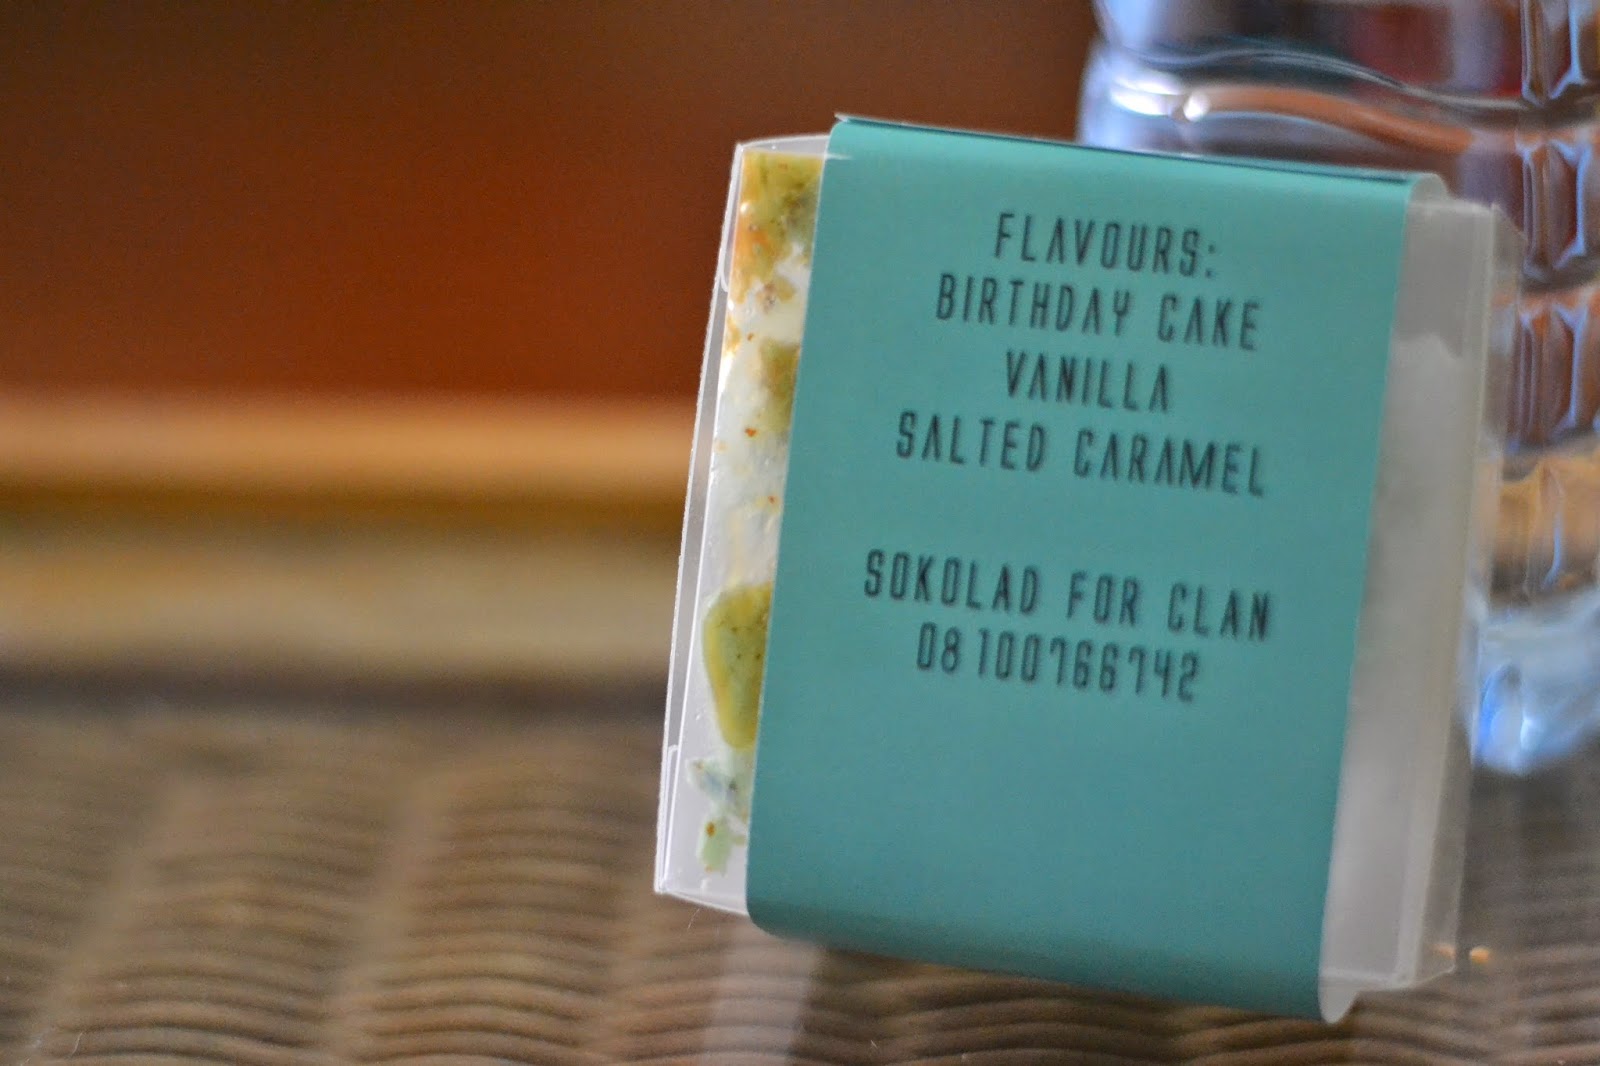 FLAVOURS:
BIRTHDAY CAKE
VANILLA
SALTED CARAMEL
SOKOLAD FOR CLAN
08100766742